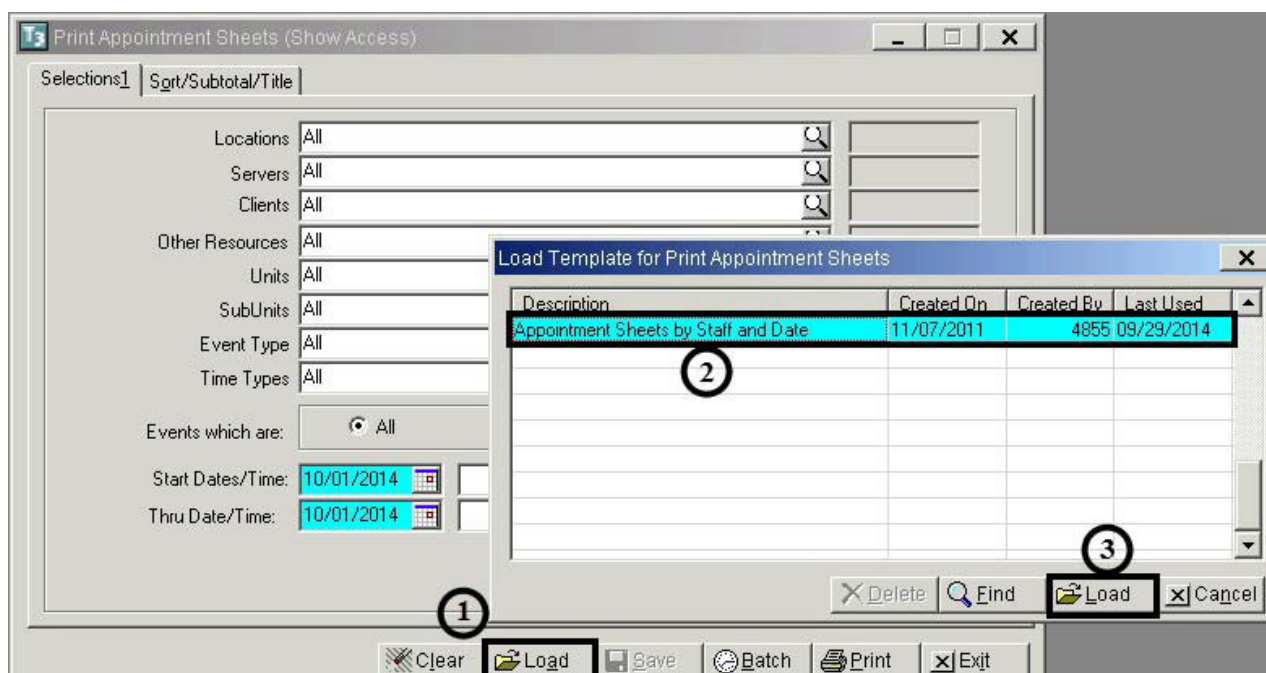 T3 Print Appointment Sheets (Show Access)
Selections1 Sort/Subtotal/Title
Locations All
Servers All
Clients All
Other Resources All
Units All
SubUnits All
Event Type All
Time Types All
Events which are: All
Start Dates/Time: 10/01/2014
Thru Date/Time: 10/01/2014
Load Template for Print Appointment Sheets
Description Created On Created By Last Used
Appointment Sheets by Staff and Date 11/07/2011 4855 09/29/2014
2
3
Delete Find Load Cancel
1
Clear Load Save Batch Print Exit